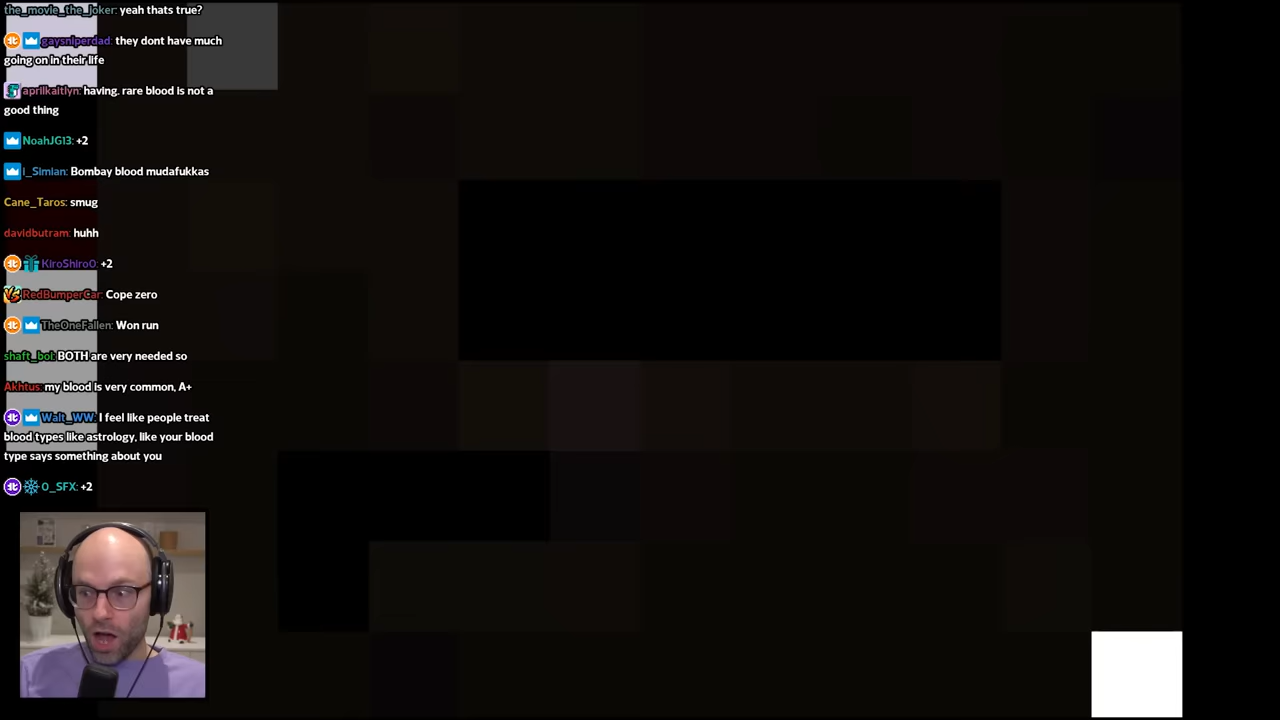 the_movie_the_joker: yeah thats true?
gaysniperdad: they dont have much
going on in their life
aprilkaitlyn: having. rare blood is not a
good thing
NoahJG13: +2
i_Simian: Bombay blood mudafukkas
Cane_Taros: smug
davidbutram: huhh
KiroShiro0: +2
RedBumperCar: Cope zero
TheOneFallen: Won run
shaft_boi: BOTH are very needed so
Akhtus: my blood is very common, A+
Walt_WW: I feel like people treat
blood types like astrology, like your blood
type says something about you
O_SFX: +2